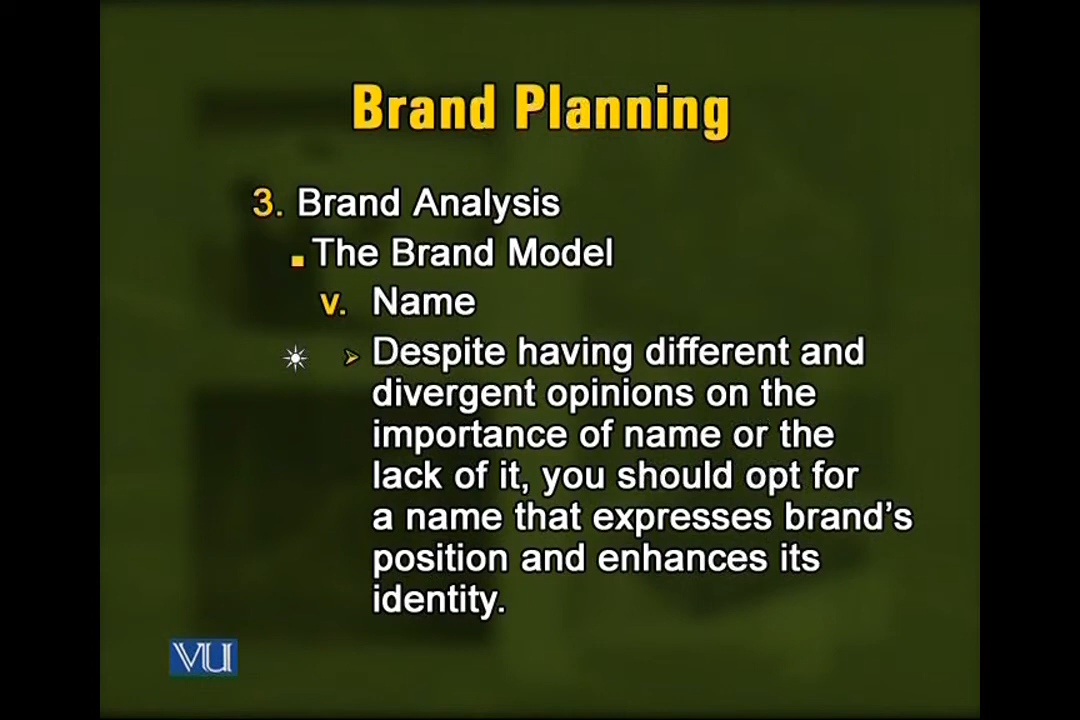 Brand Planning
3. Brand Analysis
▪ The Brand Model
v. Name
➢ Despite having different and
divergent opinions on the
importance of name or the
lack of it, you should opt for
a name that expresses brand’s
position and enhances its
identity.
VU